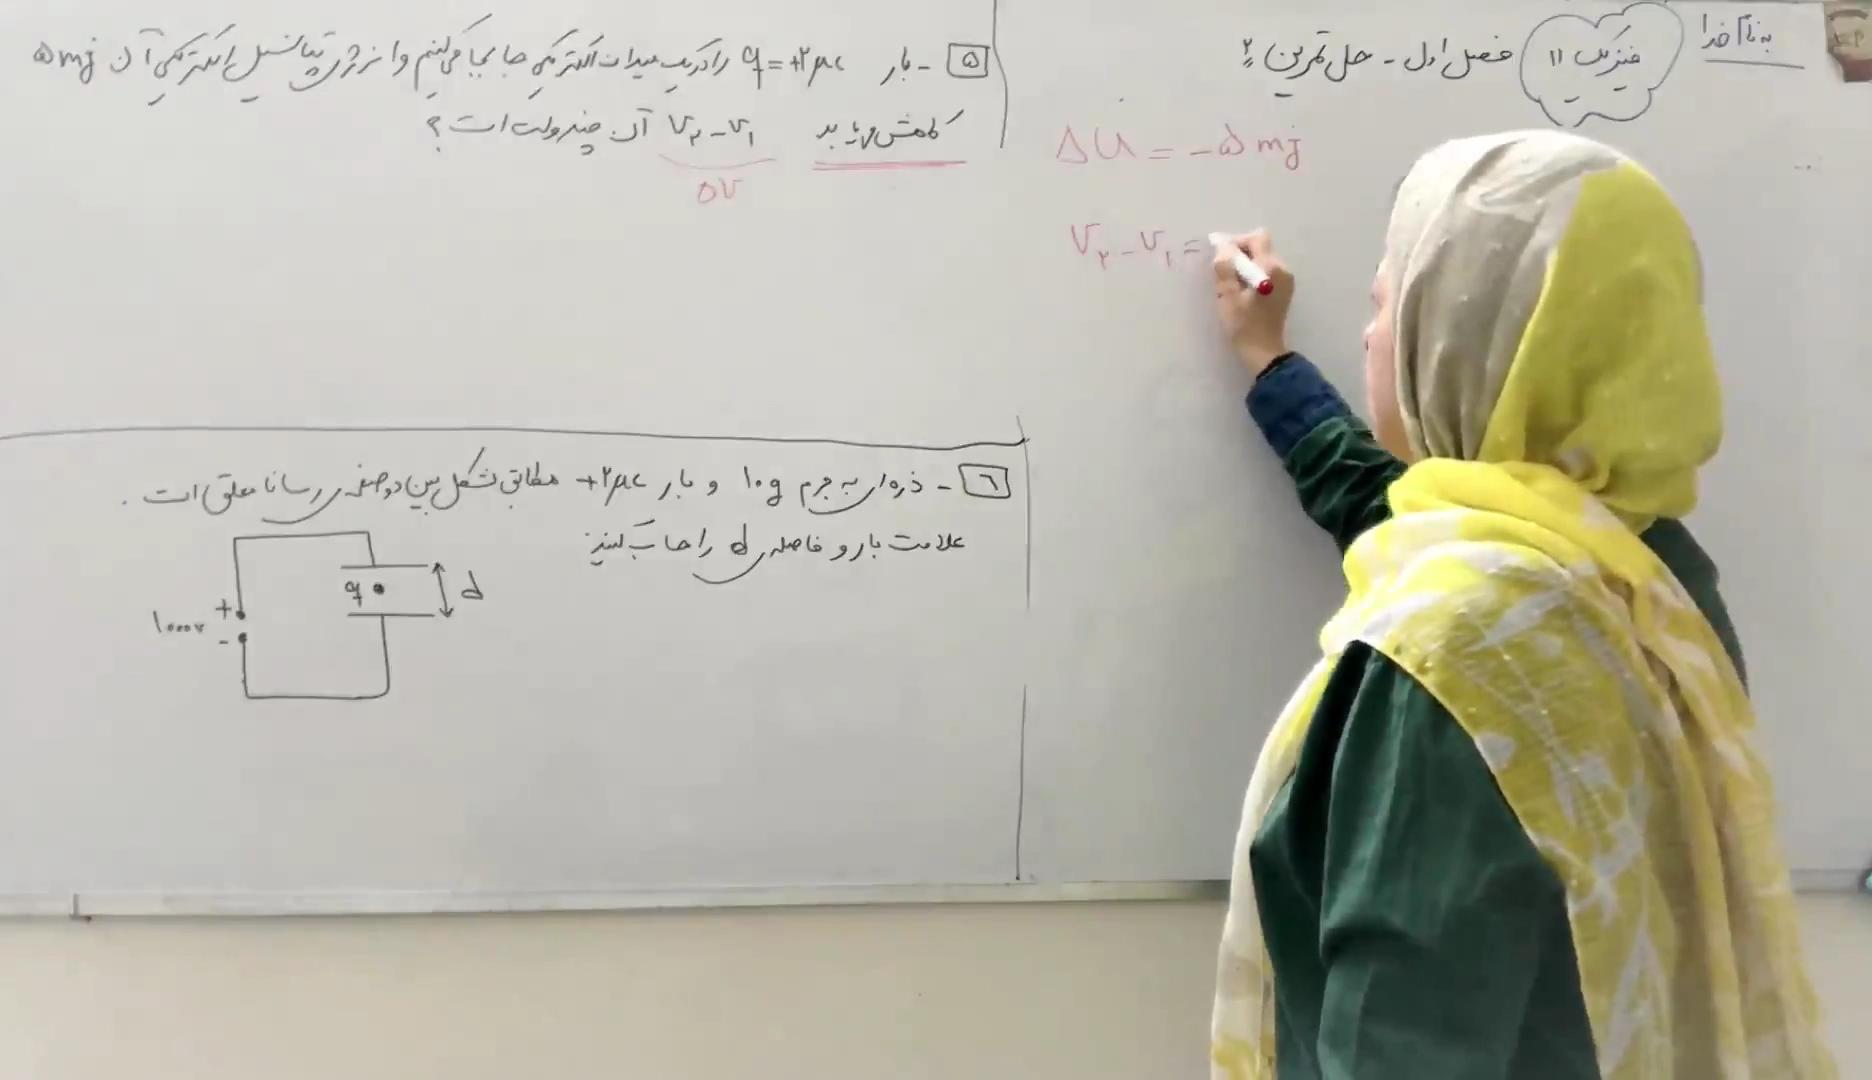 به نام خدا
فیزیک ۱۱
فصل اول - حل تمرین ۲
۵ - بار q = +۲μc را در یک میدان الکتریکی جا بجا می‌کنیم و انرژی پتانسیل الکتریکی آن ۵mj
کاهش می‌یابد V۲ - V۱ آن چند ولت است؟
ΔV
ΔU = -۵ mj
V۲ - V۱ =
۶ - ذره‌ای به جرم ۱۰g و بار +۲μc مطابق شکل بین دو صفحه‌ی رسانا معلق است.
علامت بار و فاصله‌ی d را حساب کنید
q
d
+
۱۰۰۰v
-